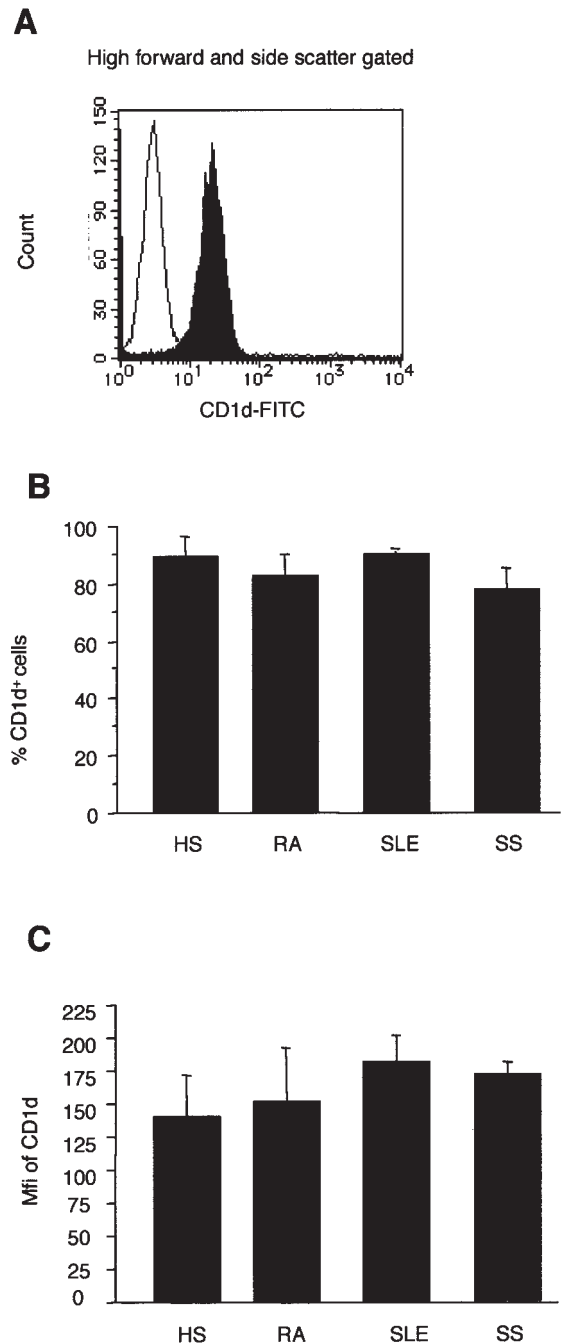 A
High forward and side scatter gated
150
120
90
60
30
0
Count
10⁰ 10¹ 10² 10³ 10⁴
CD1d-FITC
B
100
80
60
40
20
0
% CD1d⁺ cells
HS RA SLE SS
C
225
200
175
150
125
100
75
50
25
0
Mfi of CD1d
HS RA SLE SS